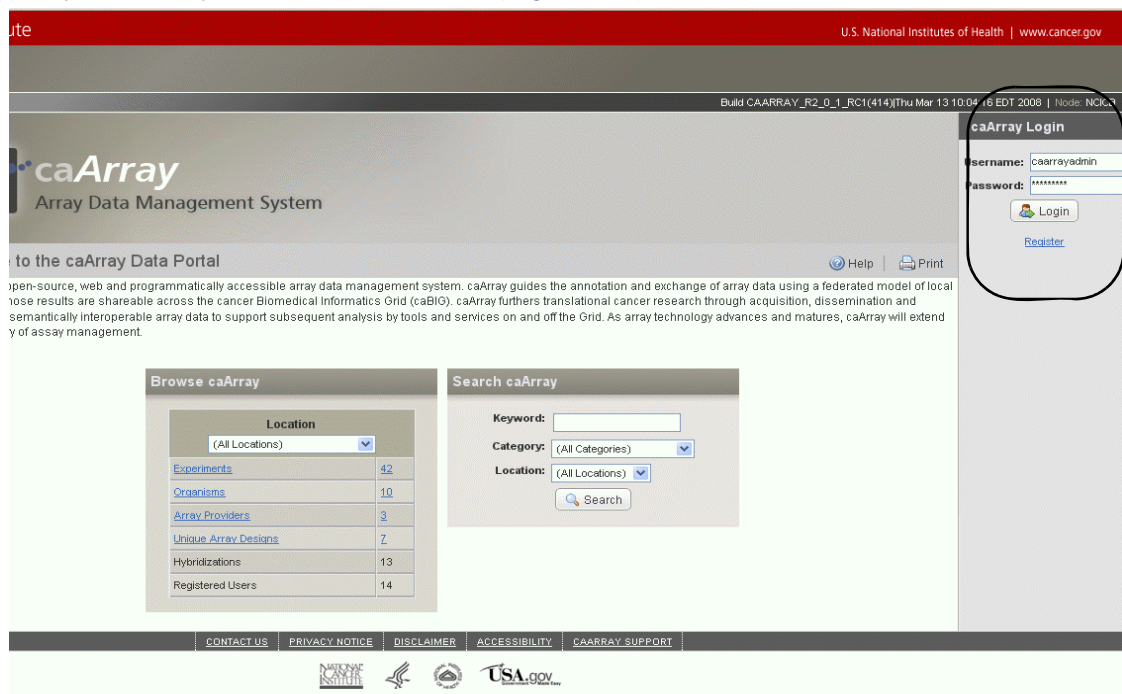 ute
U.S. National Institutes of Health | www.cancer.gov
Build CAARRAY_R2_0_1_RC1(414)|Thu Mar 13 10:04:16 EDT 2008 | Node: NCICB
caArray Login
Username: caarrayadmin
Password: *********
Login
Register
caArray
Array Data Management System
to the caArray Data Portal
Help | Print
open-source, web and programmatically accessible array data management system. caArray guides the annotation and exchange of array data using a federated model of local
hose results are shareable across the cancer Biomedical Informatics Grid (caBIG). caArray furthers translational cancer research through acquisition, dissemination and
semantically interoperable array data to support subsequent analysis by tools and services on and off the Grid. As array technology advances and matures, caArray will extend
y of assay management.
Browse caArray
Location
(All Locations)
Experiments 42
Organisms 10
Array Providers 3
Unique Array Designs 7
Hybridizations 13
Registered Users 14
Search caArray
Keyword:
Category: (All Categories)
Location: (All Locations)
Search
CONTACT US PRIVACY NOTICE DISCLAIMER ACCESSIBILITY CAARRAY SUPPORT
NATIONAL
CANCER
INSTITUTE
USA.gov